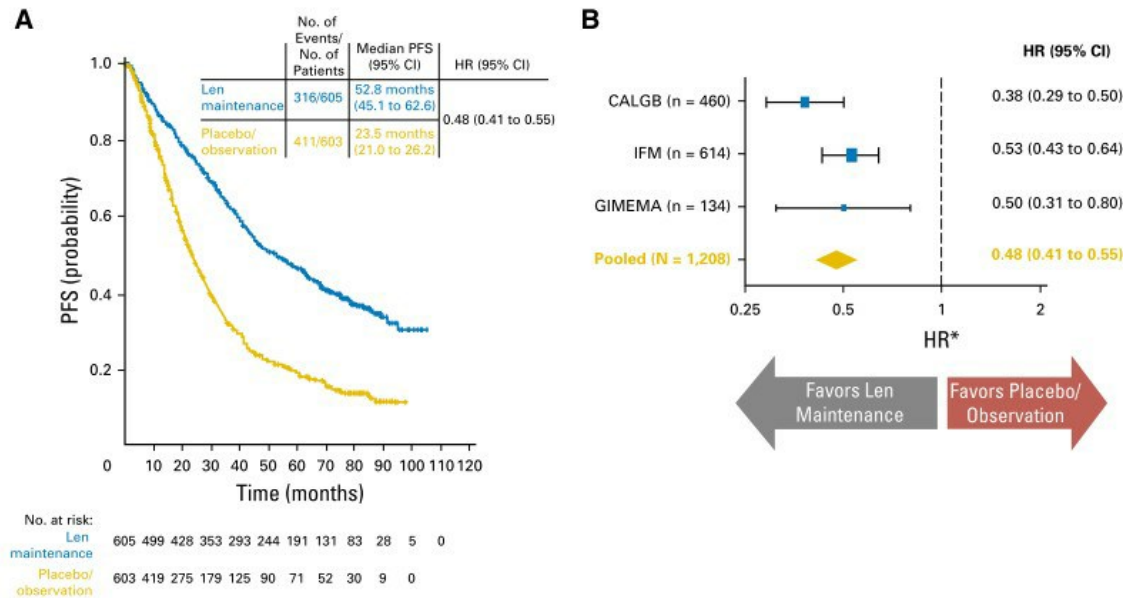 A
No. of
Events/
No. of
Patients
Median PFS
(95% CI)
HR (95% CI)
Len
maintenance
316/605
52.8 months
(45.1 to 62.6)
0.48 (0.41 to 0.55)
Placebo/
observation
411/603
23.5 months
(21.0 to 26.2)
PFS (probability)
1.0
0.8
0.6
0.4
0.2
0 10 20 30 40 50 60 70 80 90 100 110 120
Time (months)
No. at risk:
Len
maintenance
605 499 428 353 293 244 191 131 83 28 5 0
Placebo/
observation
603 419 275 179 125 90 71 52 30 9 0
B
HR (95% CI)
CALGB (n = 460) 0.38 (0.29 to 0.50)
IFM (n = 614) 0.53 (0.43 to 0.64)
GIMEMA (n = 134) 0.50 (0.31 to 0.80)
Pooled (N = 1,208) 0.48 (0.41 to 0.55)
0.25 0.5 1 2
HR*
Favors Len
Maintenance
Favors Placebo/
Observation